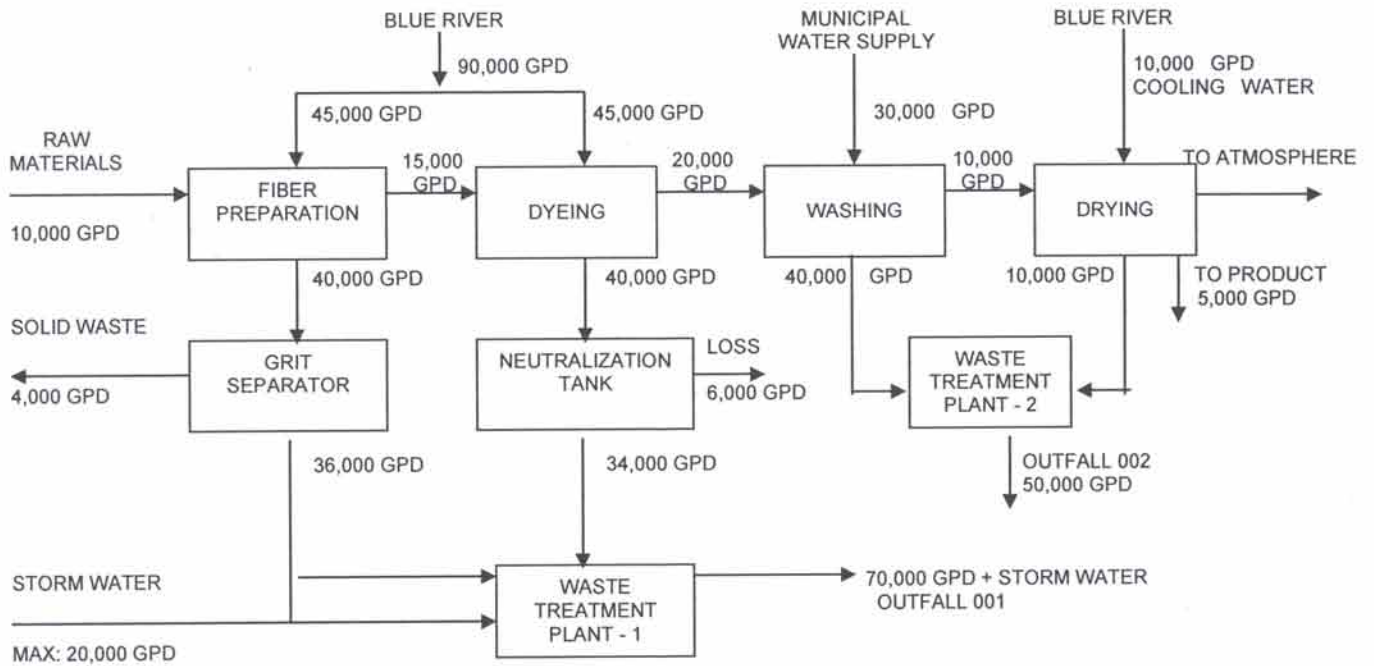 BLUE RIVER
90,000 GPD
MUNICIPAL
WATER SUPPLY
BLUE RIVER
10,000 GPD
COOLING WATER
45,000 GPD
45,000 GPD
30,000 GPD
RAW
MATERIALS
10,000 GPD
FIBER
PREPARATION
15,000
GPD
DYEING
20,000
GPD
WASHING
10,000
GPD
DRYING
TO ATMOSPHERE
40,000 GPD
40,000 GPD
40,000 GPD
10,000 GPD
TO PRODUCT
5,000 GPD
SOLID WASTE
4,000 GPD
GRIT
SEPARATOR
NEUTRALIZATION
TANK
LOSS
6,000 GPD
WASTE
TREATMENT
PLANT - 2
36,000 GPD
34,000 GPD
OUTFALL 002
50,000 GPD
STORM WATER
MAX: 20,000 GPD
WASTE
TREATMENT
PLANT - 1
70,000 GPD + STORM WATER
OUTFALL 001